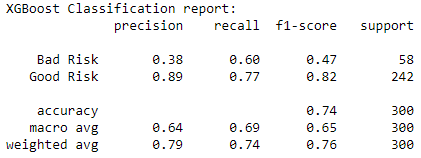 XGBoost Classification report:
precision recall f1-score support
Bad Risk 0.38 0.60 0.47 58
Good Risk 0.89 0.77 0.82 242
accuracy 0.74 300
macro avg 0.64 0.69 0.65 300
weighted avg 0.79 0.74 0.76 300